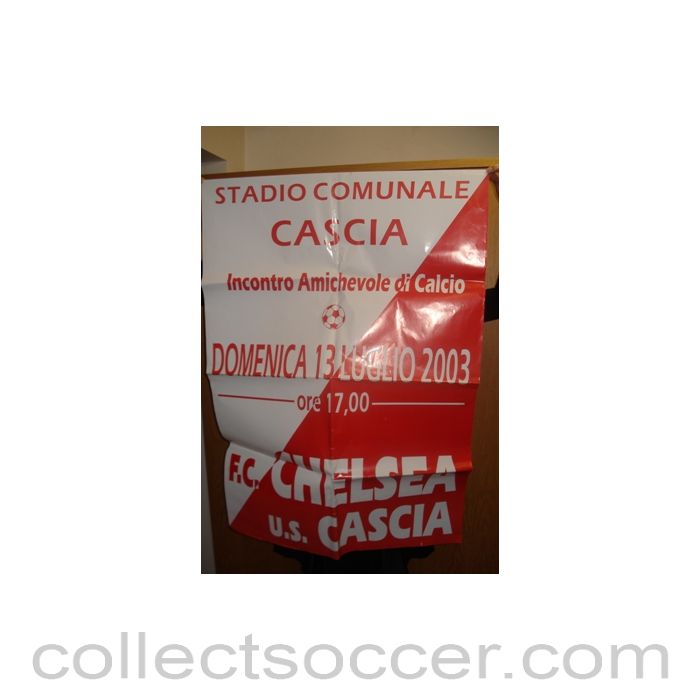 STADIO COMUNALE
CASCIA
Incontro Amichevole di Calcio
DOMENICA 13 LUGLIO 2003
ore 17,00
F.C. CHELSEA
U.S. CASCIA
collectsoccer.com